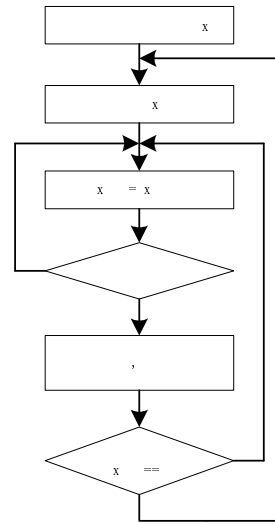 x
x
x = x
,
x ==